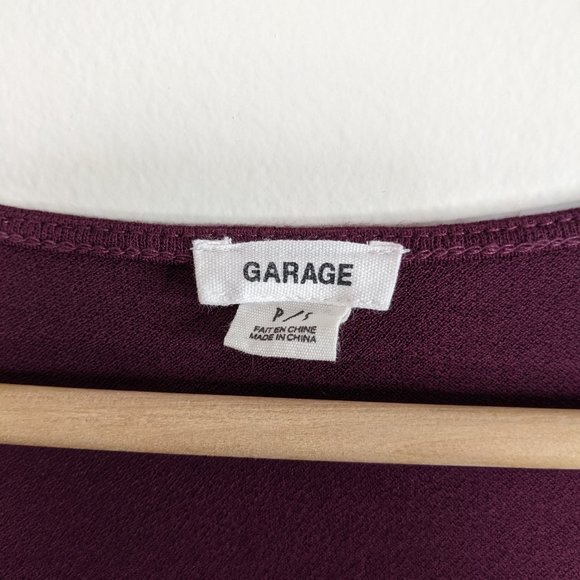 GARAGE
P/S
FAIT EN CHINE
MADE IN CHINA